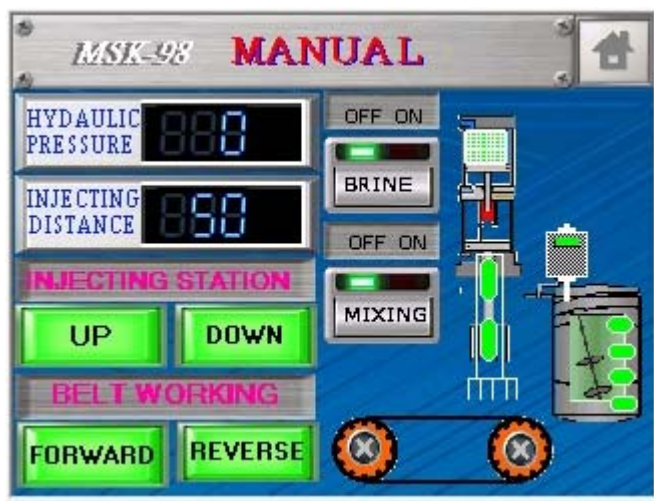 MSK-98 MANUAL
HYDAULIC
PRESSURE
0
OFF ON
BRINE
INJECTING
DISTANCE
50
OFF ON
MIXING
INJECTING STATION
UP DOWN
BELT WORKING
FORWARD REVERSE